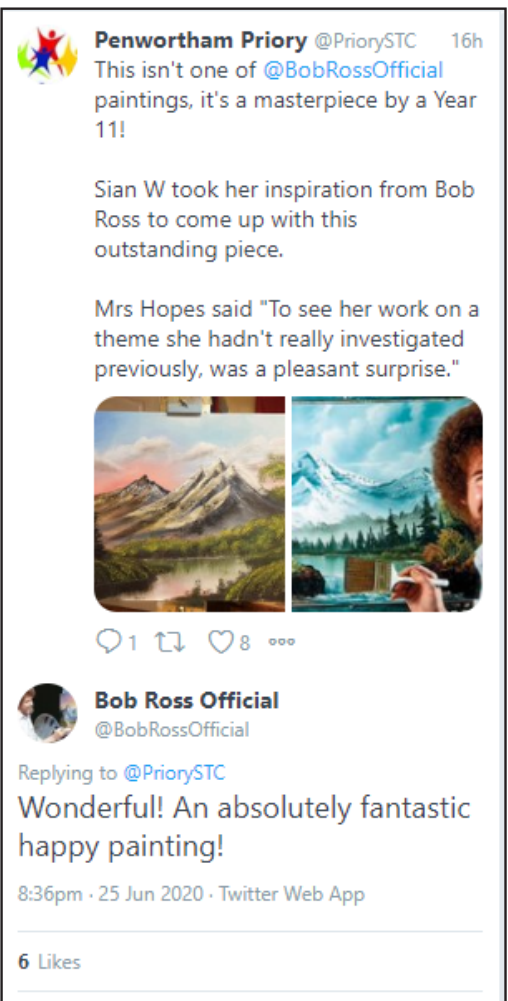 Penwortham Priory @PriorySTC 16h
This isn't one of @BobRossOfficial
paintings, it's a masterpiece by a Year
11!
Sian W took her inspiration from Bob
Ross to come up with this
outstanding piece.
Mrs Hopes said "To see her work on a
theme she hadn't really investigated
previously, was a pleasant surprise."
1 8
Bob Ross Official
@BobRossOfficial
Replying to @PriorySTC
Wonderful! An absolutely fantastic
happy painting!
8:36pm · 25 Jun 2020 · Twitter Web App
6 Likes